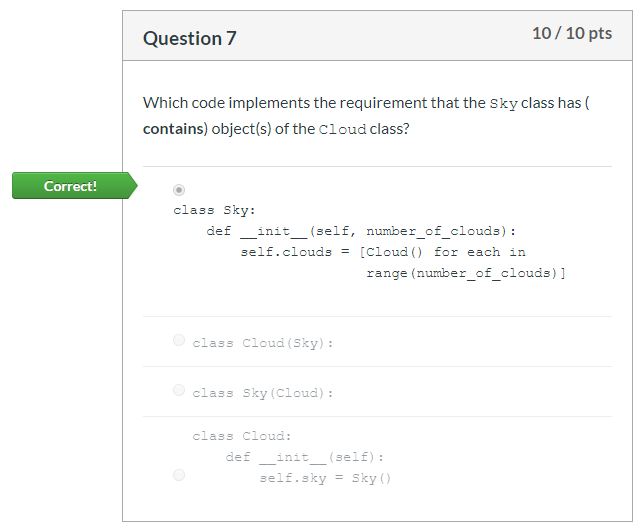 Question 7
10 / 10 pts
Which code implements the requirement that the Sky class has (
contains) object(s) of the Cloud class?
Correct!
class Sky:
    def __init__(self, number_of_clouds):
        self.clouds = [Cloud() for each in
                       range(number_of_clouds)]
class Cloud(Sky):
class Sky(Cloud):
class Cloud:
    def __init__(self):
        self.sky = Sky()